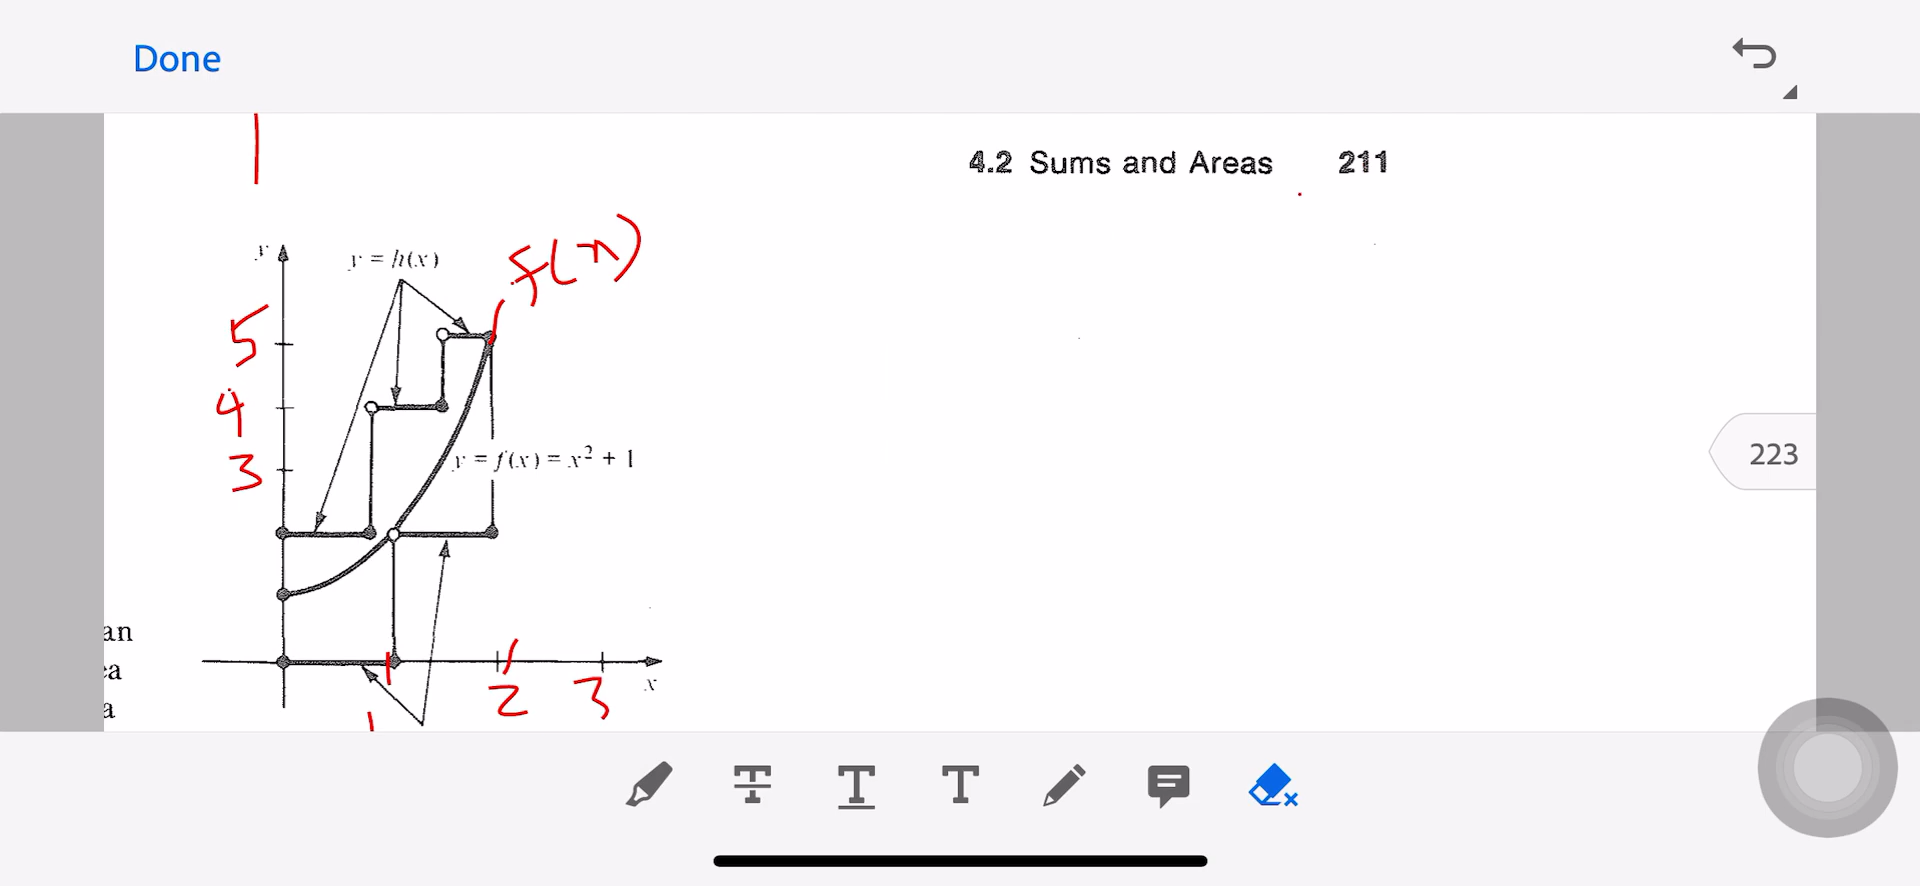 Done
4.2 Sums and Areas 211
y
y = h(x)
f(x)
5
4
3
y = f(x) = x² + 1
223
an
a
x
1
2
3